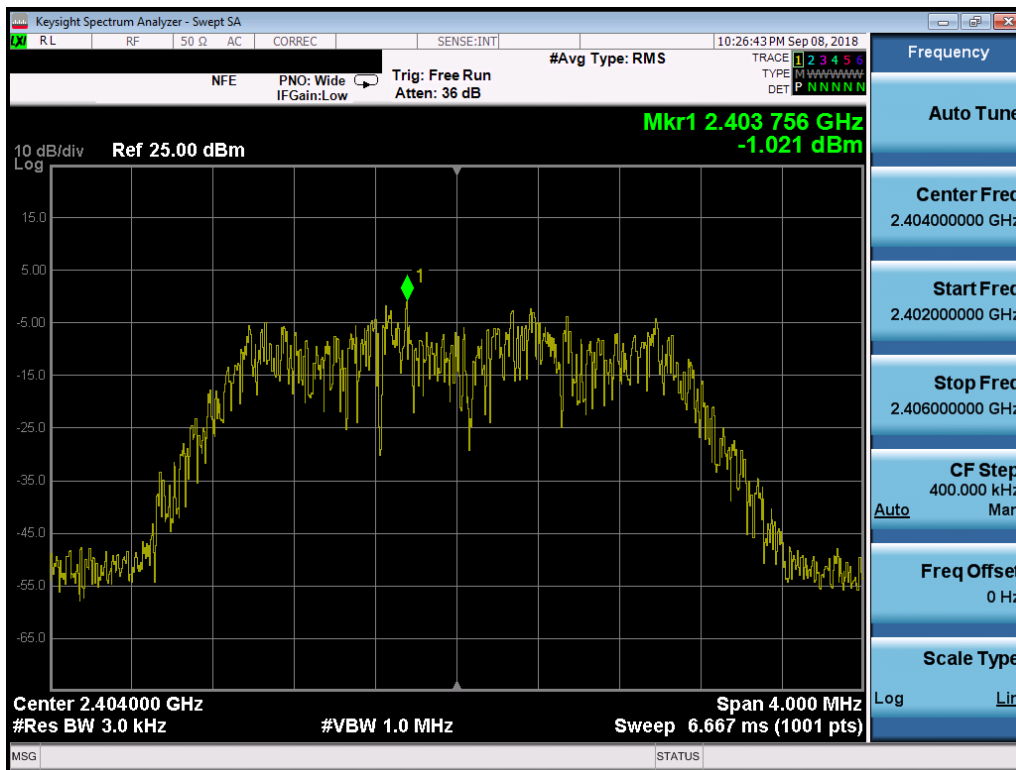 Keysight Spectrum Analyzer - Swept SA
LXI RL RF 50 Ω AC CORREC SENSE:INT 10:26:43 PM Sep 08, 2018
#Avg Type: RMS
TRACE 1 2 3 4 5 6
TYPE M WWWWW
DET P N N N N N
NFE PNO: Wide Trig: Free Run
IFGain:Low Atten: 36 dB
Mkr1 2.403 756 GHz
-1.021 dBm
10 dB/div Ref 25.00 dBm
Log
15.0
5.00
-5.00
-15.0
-25.0
-35.0
-45.0
-55.0
-65.0
1
Center 2.404000 GHz Span 4.000 MHz
#Res BW 3.0 kHz #VBW 1.0 MHz Sweep 6.667 ms (1001 pts)
MSG STATUS
Frequency
Auto Tune
Center Freq
2.404000000 GHz
Start Freq
2.402000000 GHz
Stop Freq
2.406000000 GHz
CF Step
400.000 kHz
Auto Man
Freq Offset
0 Hz
Scale Type
Log Lin